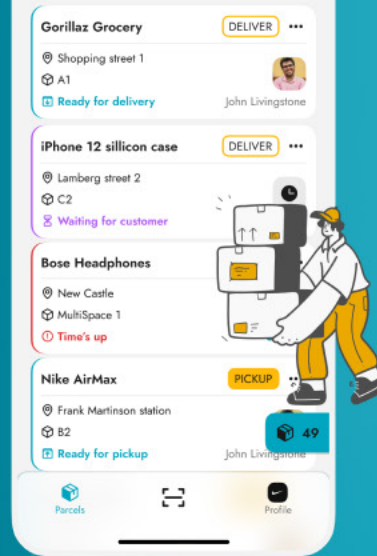 Gorillaz Grocery DELIVER
Shopping street 1
A1
Ready for delivery John Livingstone
iPhone 12 sillicon case DELIVER
Lamberg street 2
C2
Waiting for customer
Bose Headphones
New Castle
MultiSpace 1
Time's up
Nike AirMax PICKUP
Frank Martinson station
B2
49
Ready for pickup John Livingstone
Parcels Profile